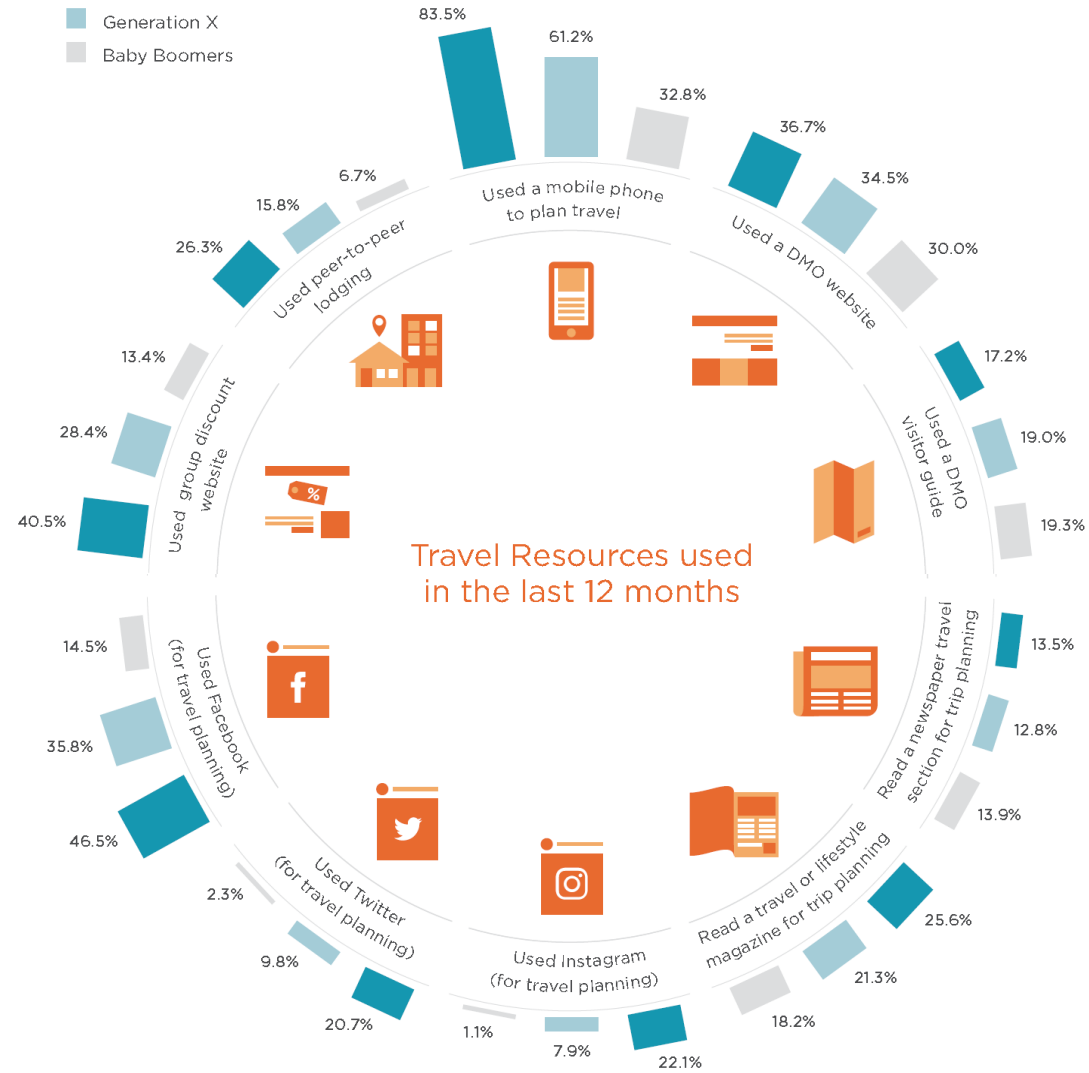 Generation X
Baby Boomers
83.5%
61.2%
32.8%
Used a mobile phone
to plan travel
36.7%
34.5%
30.0%
Used a DMO website
17.2%
19.0%
19.3%
Used a DMO
visitor guide
13.5%
12.8%
13.9%
Read a newspaper travel
section for trip planning
25.6%
21.3%
18.2%
Read a travel or lifestyle
magazine for trip planning
22.1%
7.9%
1.1%
Used Instagram
(for travel planning)
20.7%
9.8%
2.3%
Used Twitter
(for travel planning)
46.5%
35.8%
14.5%
Used Facebook
(for travel planning)
40.5%
28.4%
13.4%
Used group discount
website
26.3%
15.8%
6.7%
Used peer-to-peer
lodging
%
f
Travel Resources used
in the last 12 months